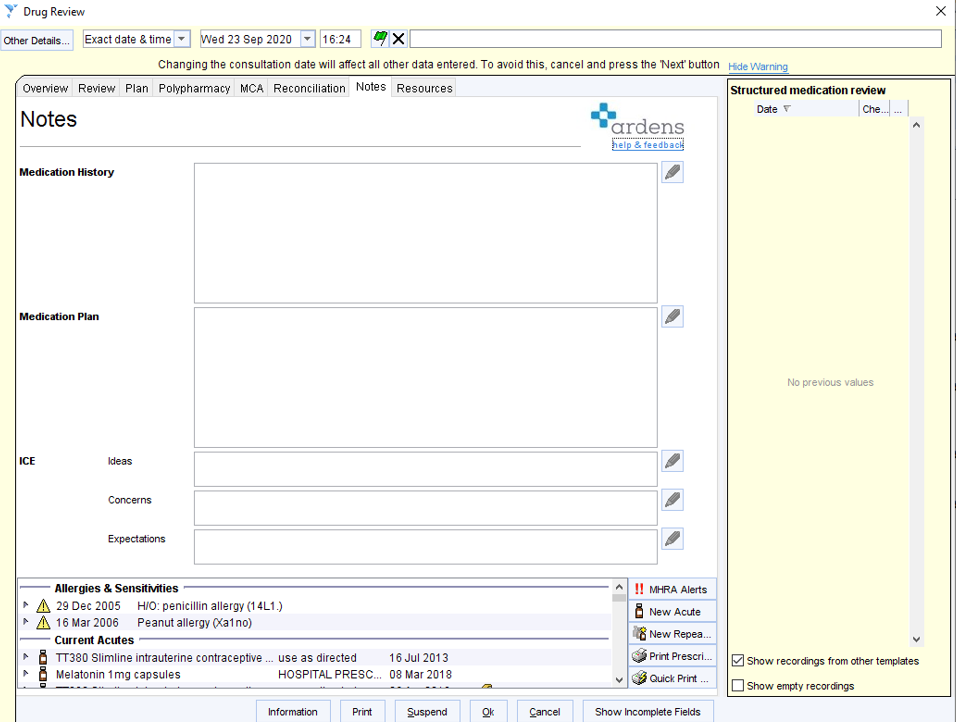 Drug Review
Other Details... Exact date & time Wed 23 Sep 2020 16:24
Changing the consultation date will affect all other data entered. To avoid this, cancel and press the 'Next' button Hide Warning
Overview Review Plan Polypharmacy MCA Reconciliation Notes Resources
Notes
ardens
help & feedback
Medication History
Medication Plan
ICE Ideas
Concerns
Expectations
Allergies & Sensitivities
29 Dec 2005 H/O: penicillin allergy (14L1.)
16 Mar 2006 Peanut allergy (Xa1no)
Current Acutes
TT380 Slimline intrauterine contraceptive ... use as directed 16 Jul 2013
Melatonin 1mg capsules HOSPITAL PRESC... 08 Mar 2018
!! MHRA Alerts
New Acute
New Repea...
Print Prescri...
Quick Print ...
Structured medication review
Date Che... ...
No previous values
Show recordings from other templates
Show empty recordings
Information Print Suspend Ok Cancel Show Incomplete Fields